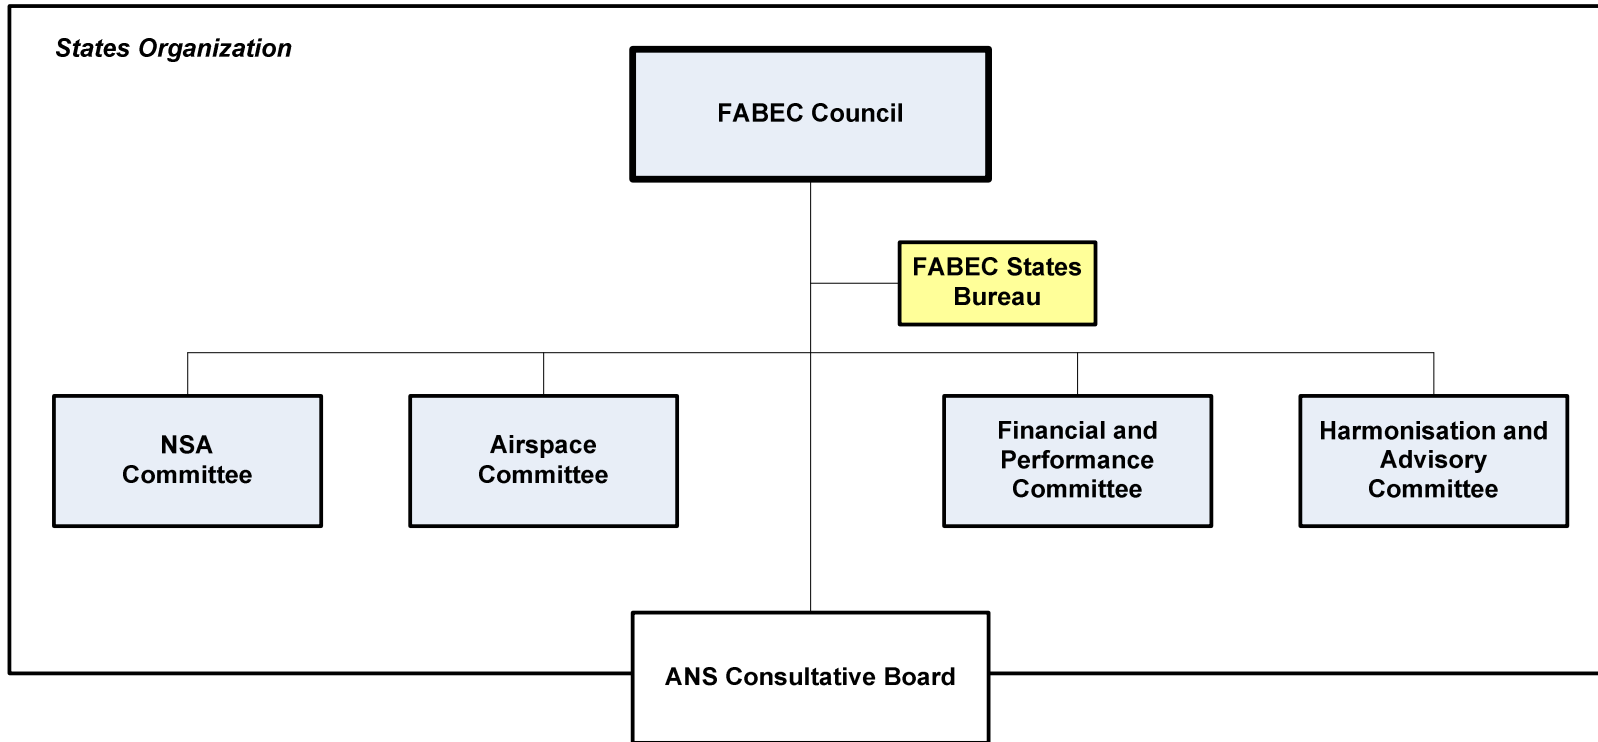 States Organization
FABEC Council
FABEC States
Bureau
NSA
Committee
Airspace
Committee
Financial and
Performance
Committee
Harmonisation and
Advisory
Committee
ANS Consultative Board